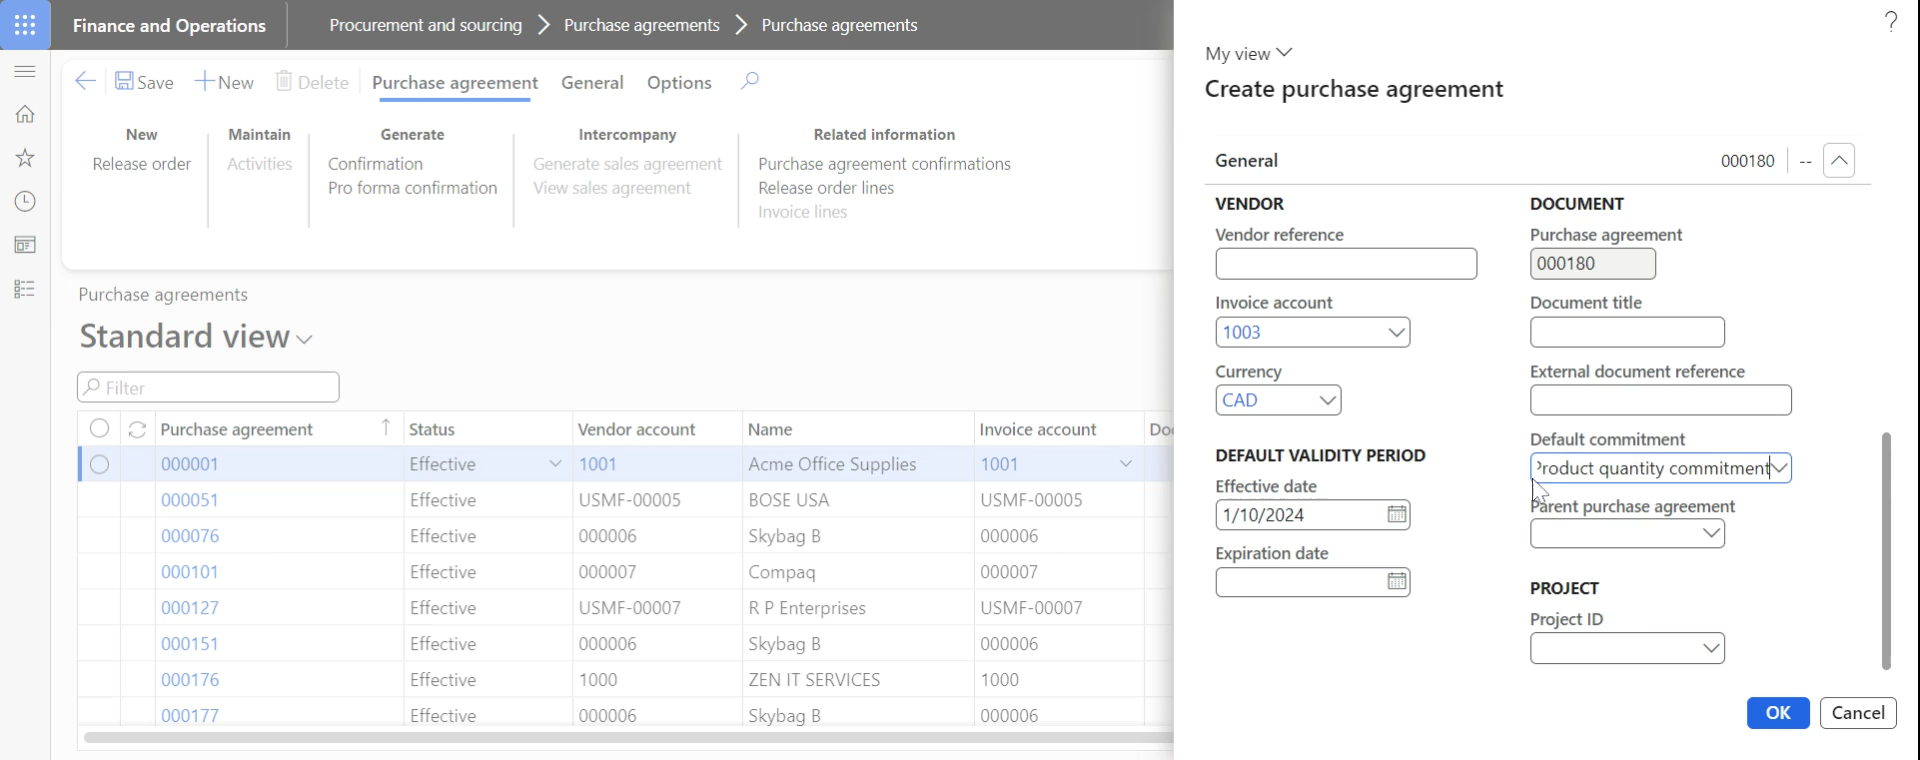 Finance and Operations
Procurement and sourcing
Purchase agreements
Purchase agreements
Save
New
Delete
Purchase agreement
General
Options
New
Release order
Maintain
Activities
Generate
Confirmation
Pro forma confirmation
Intercompany
Generate sales agreement
View sales agreement
Related information
Purchase agreement confirmations
Release order lines
Invoice lines
Purchase agreements
Standard view
Filter
Purchase agreement Status Vendor account Name Invoice account
000001 Effective 1001 Acme Office Supplies 1001
000051 Effective USMF-00005 BOSE USA USMF-00005
000076 Effective 000006 Skybag B 000006
000101 Effective 000007 Compaq 000007
000127 Effective USMF-00007 R P Enterprises USMF-00007
000151 Effective 000006 Skybag B 000006
000176 Effective 1000 ZEN IT SERVICES 1000
000177 Effective 000006 Skybag B 000006
?
My view
Create purchase agreement
General
000180 --
VENDOR
Vendor reference
Invoice account
1003
Currency
CAD
DEFAULT VALIDITY PERIOD
Effective date
1/10/2024
Expiration date
DOCUMENT
Purchase agreement
000180
Document title
External document reference
Default commitment
quantity commitment
Parent purchase agreement
PROJECT
Project ID
OK
Cancel